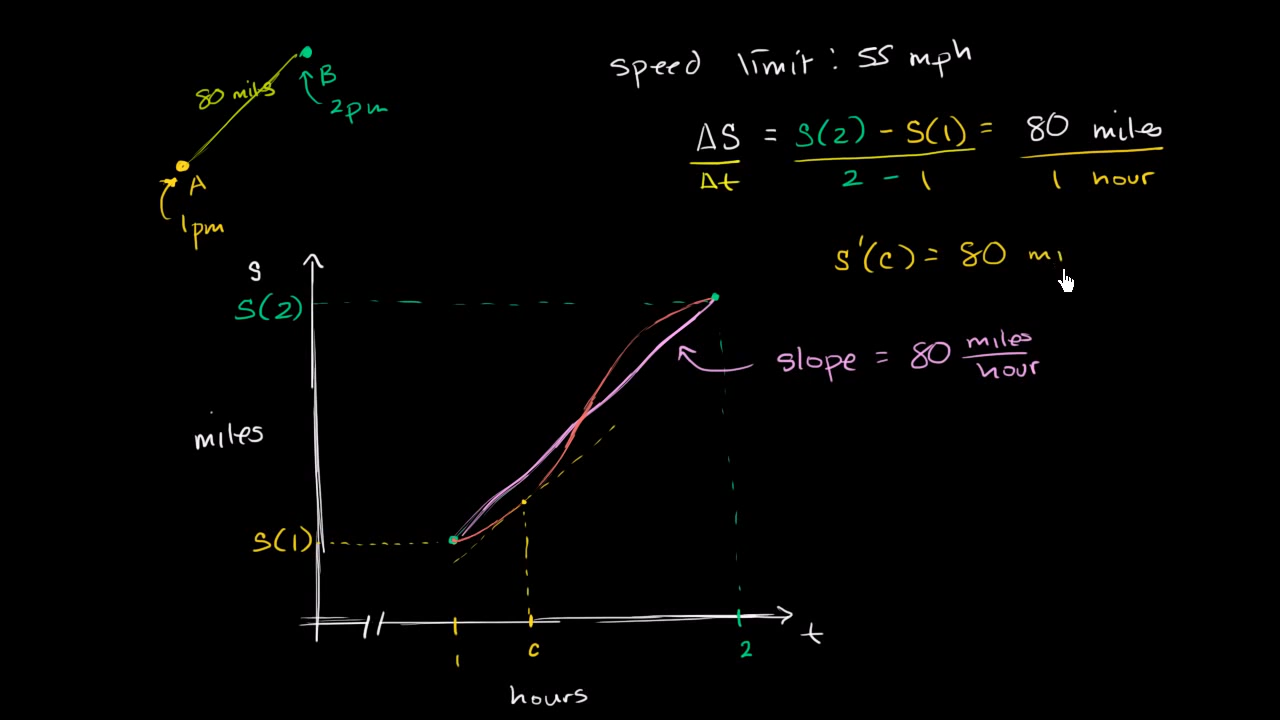 80 miles
B
2pm
A
1pm
speed limit : 55 mph
ΔS/Δt = S(2) - S(1)/2 - 1 = 80 miles/1 hour
s'(c) = 80 mi
slope = 80 miles/hour
s
S(2)
miles
S(1)
1
c
2
t
hours